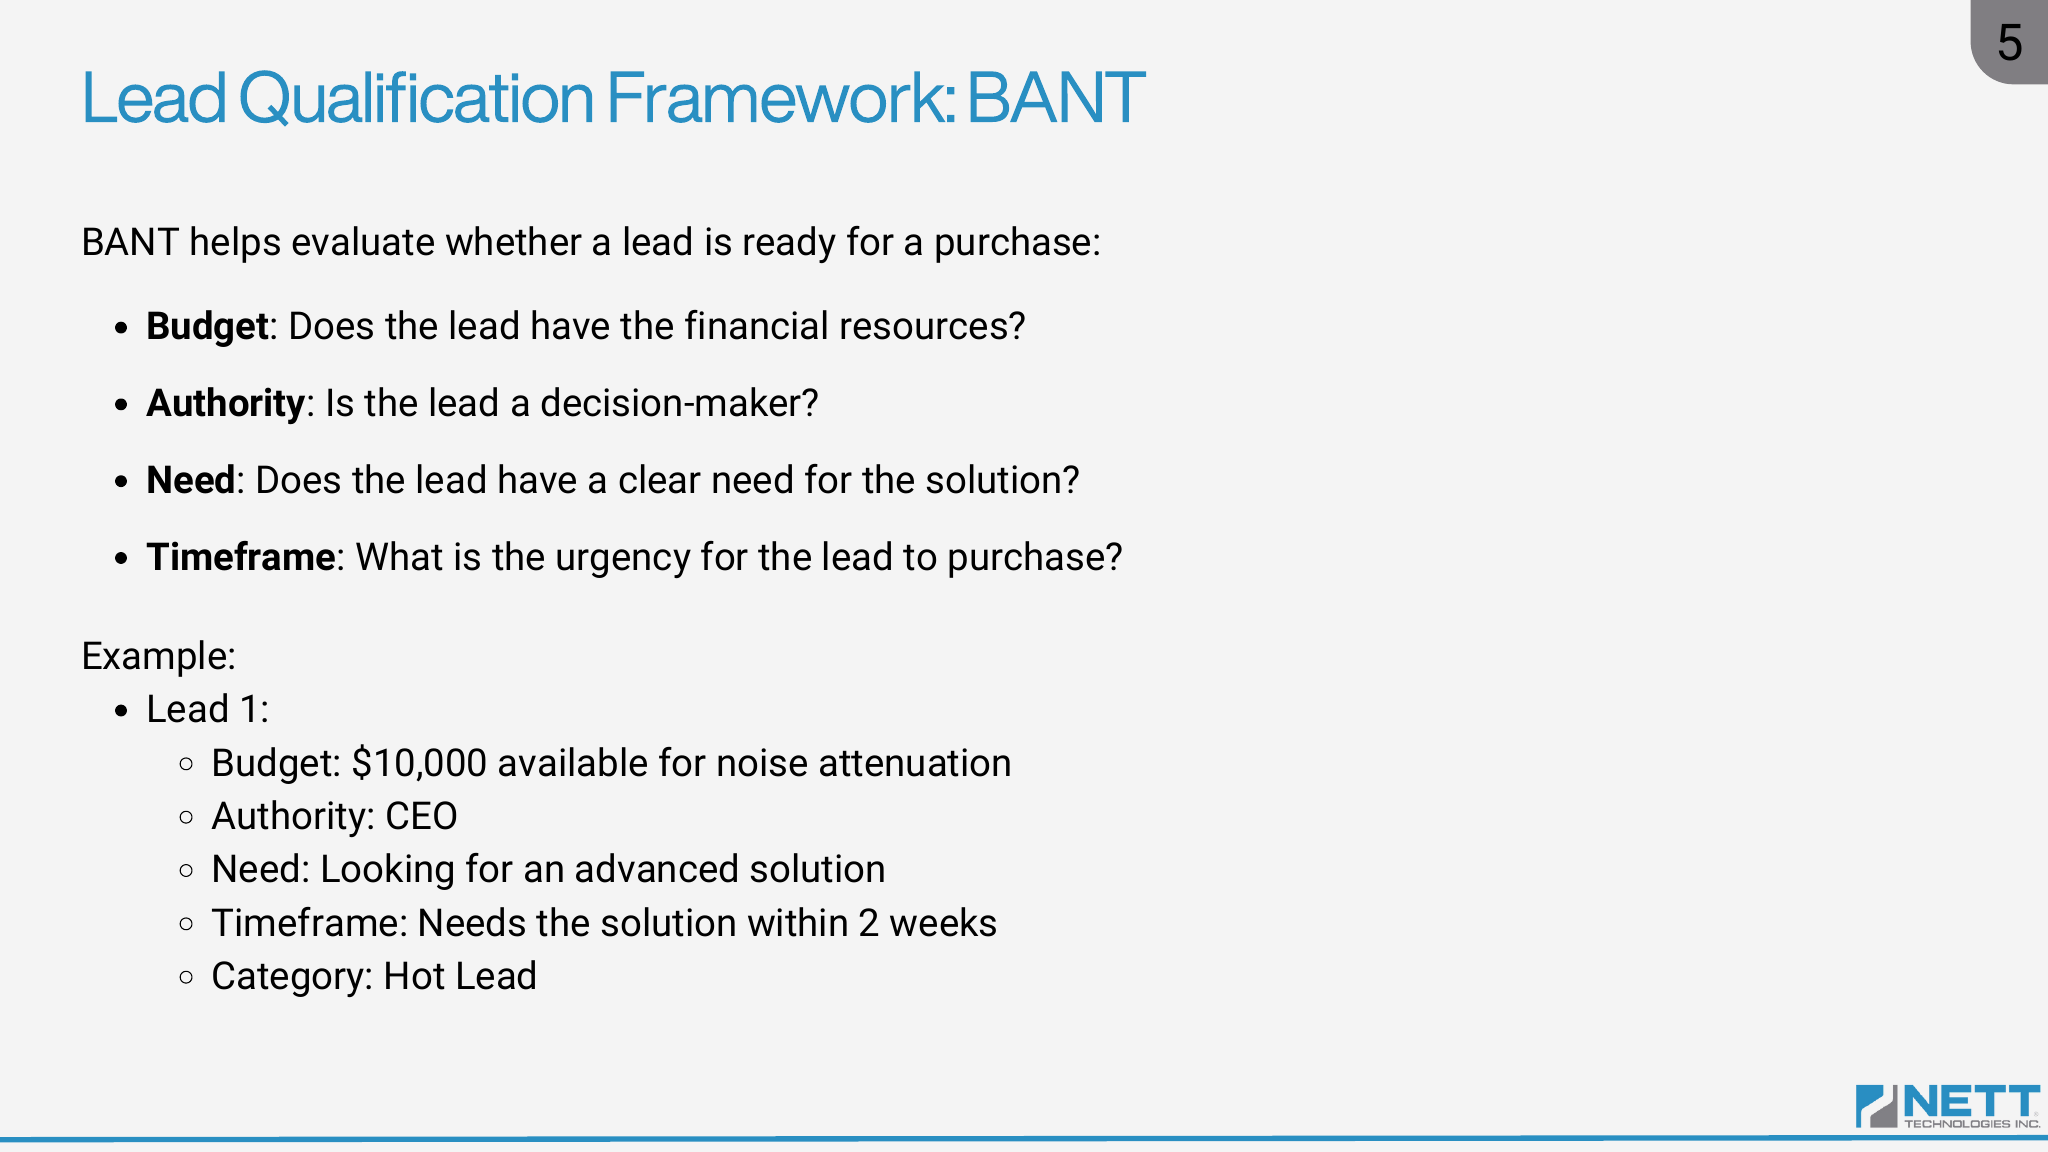 5
Lead Qualification Framework: BANT
BANT helps evaluate whether a lead is ready for a purchase:
• Budget: Does the lead have the financial resources?
• Authority: Is the lead a decision-maker?
• Need: Does the lead have a clear need for the solution?
• Timeframe: What is the urgency for the lead to purchase?
Example:
• Lead 1:
○ Budget: $10,000 available for noise attenuation
○ Authority: CEO
○ Need: Looking for an advanced solution
○ Timeframe: Needs the solution within 2 weeks
○ Category: Hot Lead
NETT
TECHNOLOGIES INC.